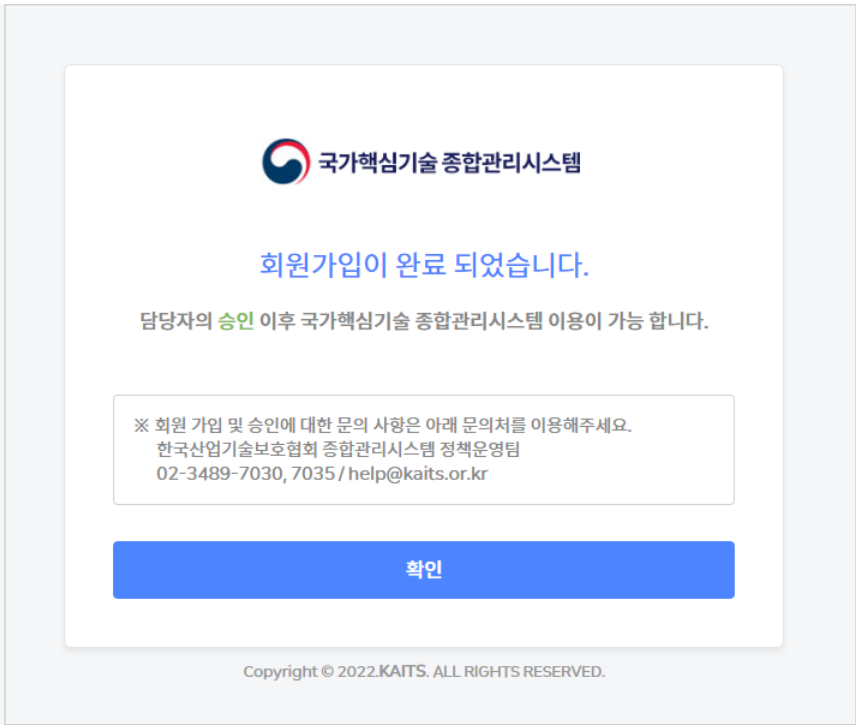 국가핵심기술 종합관리시스템
회원가입이 완료 되었습니다.
담당자의 승인 이후 국가핵심기술 종합관리시스템 이용이 가능 합니다.
※ 회원 가입 및 승인에 대한 문의 사항은 아래 문의처를 이용해주세요.
한국산업기술보호협회 종합관리시스템 정책운영팀
02-3489-7030, 7035 / help@kaits.or.kr
확인
Copyright © 2022.KAITS. ALL RIGHTS RESERVED.